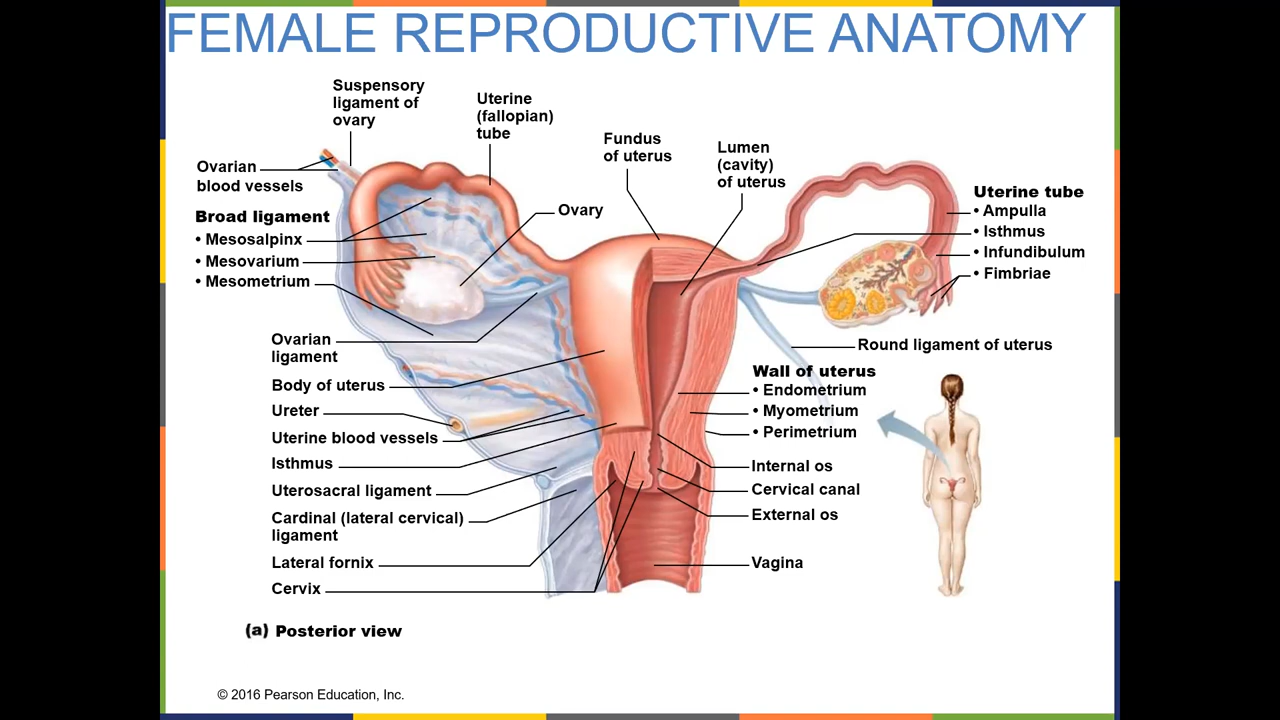 FEMALE REPRODUCTIVE ANATOMY
Suspensory
ligament of
ovary
Uterine
(fallopian)
tube
Fundus
of uterus
Lumen
(cavity)
of uterus
Ovarian
blood vessels
Broad ligament
• Mesosalpinx
• Mesovarium
• Mesometrium
Ovary
Uterine tube
• Ampulla
• Isthmus
• Infundibulum
• Fimbriae
Ovarian
ligament
Body of uterus
Ureter
Uterine blood vessels
Isthmus
Uterosacral ligament
Cardinal (lateral cervical)
ligament
Lateral fornix
Cervix
Round ligament of uterus
Wall of uterus
• Endometrium
• Myometrium
• Perimetrium
Internal os
Cervical canal
External os
Vagina
(a) Posterior view
© 2016 Pearson Education, Inc.